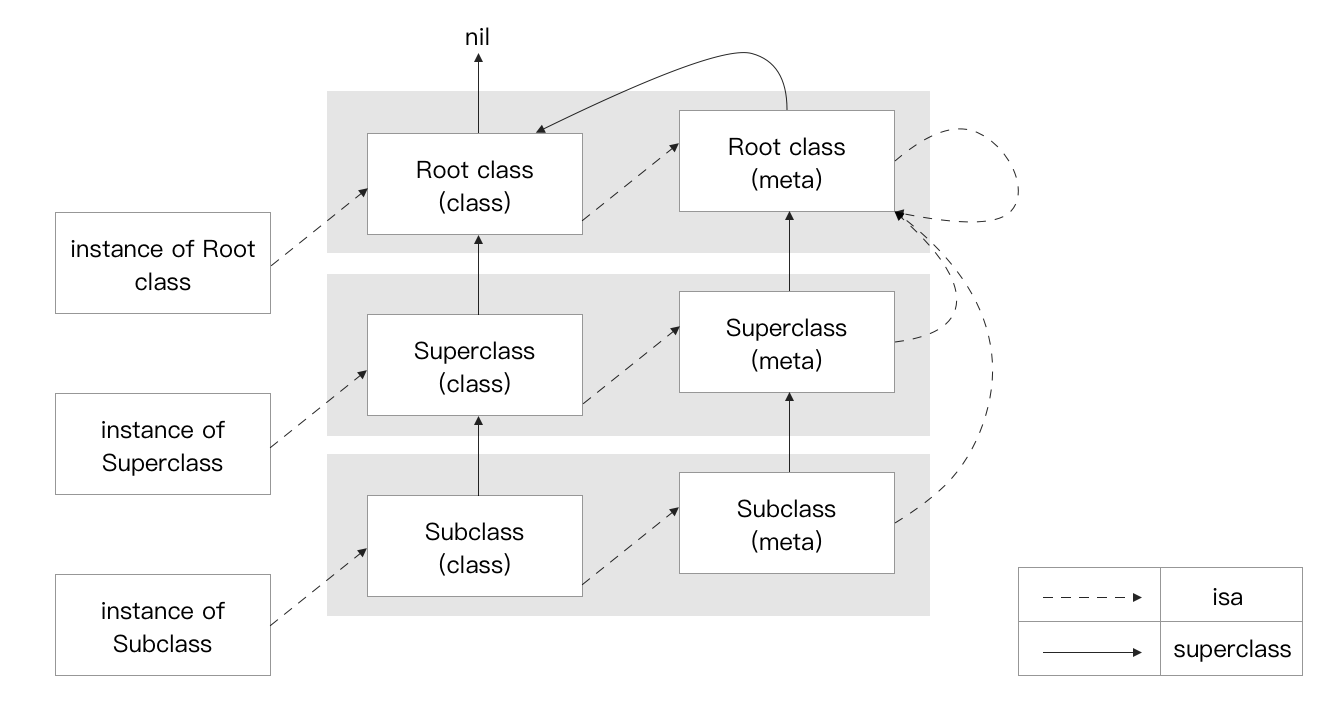 nil
Root class
(class)
Root class
(meta)
instance of Root
class
Superclass
(class)
Superclass
(meta)
instance of
Superclass
Subclass
(class)
Subclass
(meta)
instance of
Subclass
isa
superclass